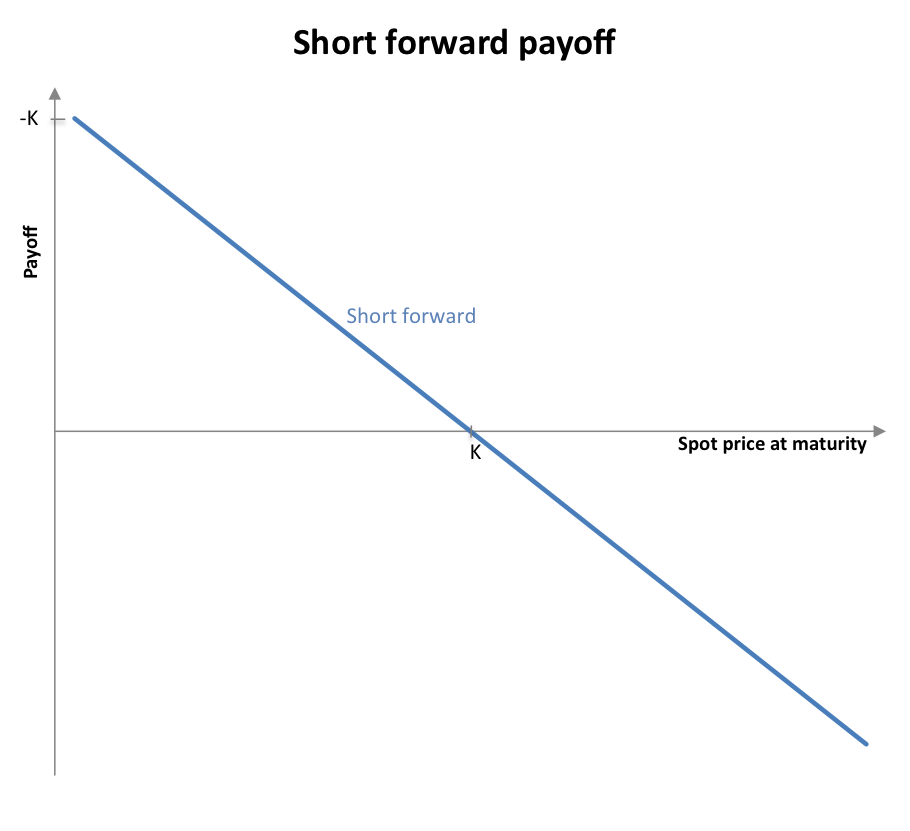 Short forward payoff
-K
Payoff
Short forward
K
Spot price at maturity